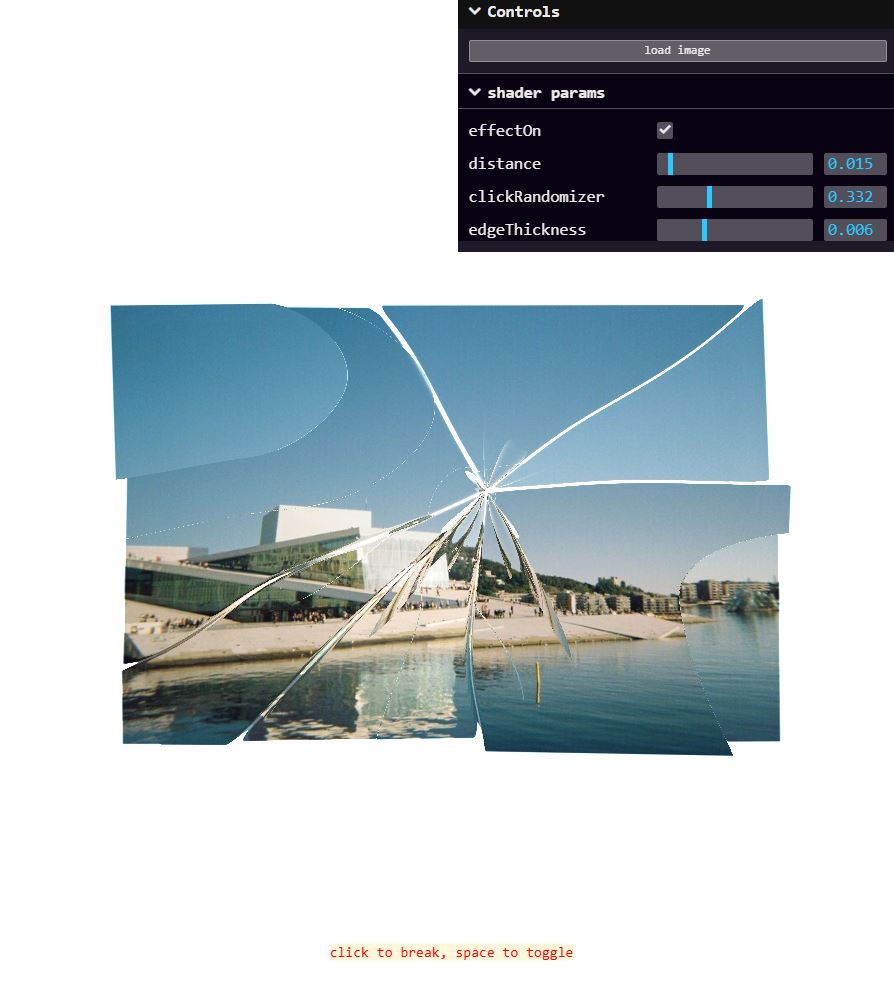 Controls
load image
shader params
effectOn
distance 0.015
clickRandomizer 0.332
edgeThickness 0.006
click to break, space to toggle